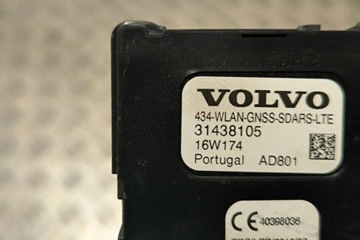 VOLVO
434-WLAN-GNSS-SDARS-LTE
31438105
16W174
Portugal AD801
CE 40398036